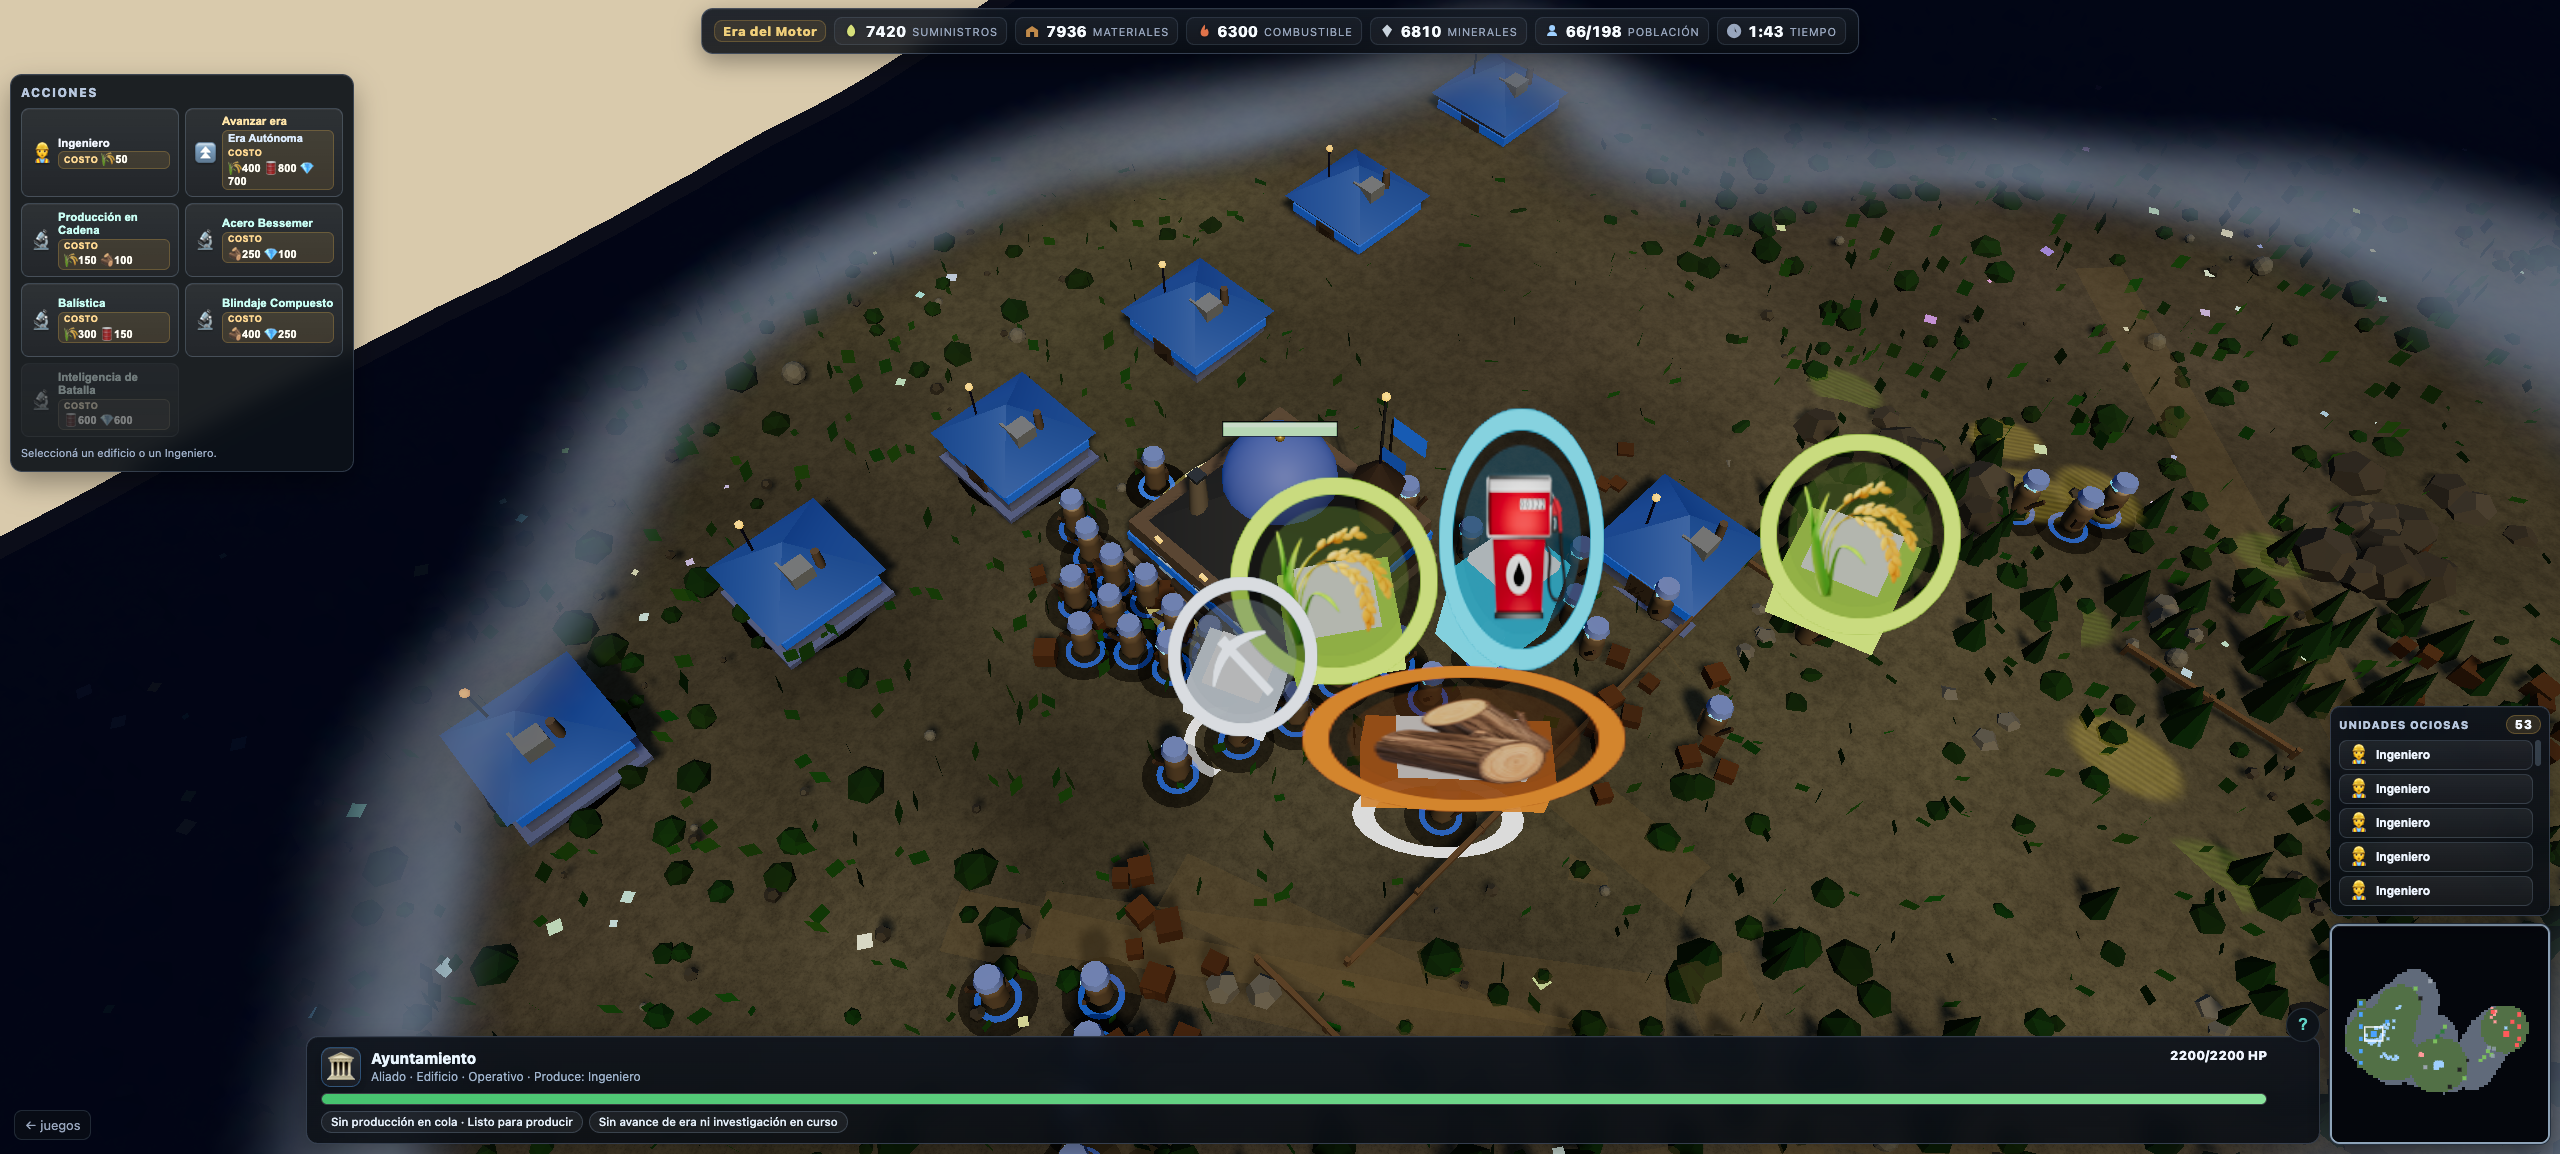 Era del Motor 7420 SUMINISTROS 7936 MATERIALES 6300 COMBUSTIBLE 6810 MINERALES 66/198 POBLACIÓN 1:43 TIEMPO
ACCIONES
Ingeniero
COSTO 50
Avanzar era
Era Autónoma
COSTO
400 800
700
Producción en
Cadena
COSTO
150 100
Acero Bessemer
COSTO
250 100
Balística
COSTO
300 150
Blindaje Compuesto
COSTO
400 250
Inteligencia de
Batalla
COSTO
600 600
Seleccioná un edificio o un Ingeniero.
UNIDADES OCIOSAS 53
Ingeniero
Ingeniero
Ingeniero
Ingeniero
Ingeniero
?
Ayuntamiento
2200/2200 HP
Aliado · Edificio · Operativo · Produce: Ingeniero
Sin producción en cola · Listo para producir
Sin avance de era ni investigación en curso
← juegos